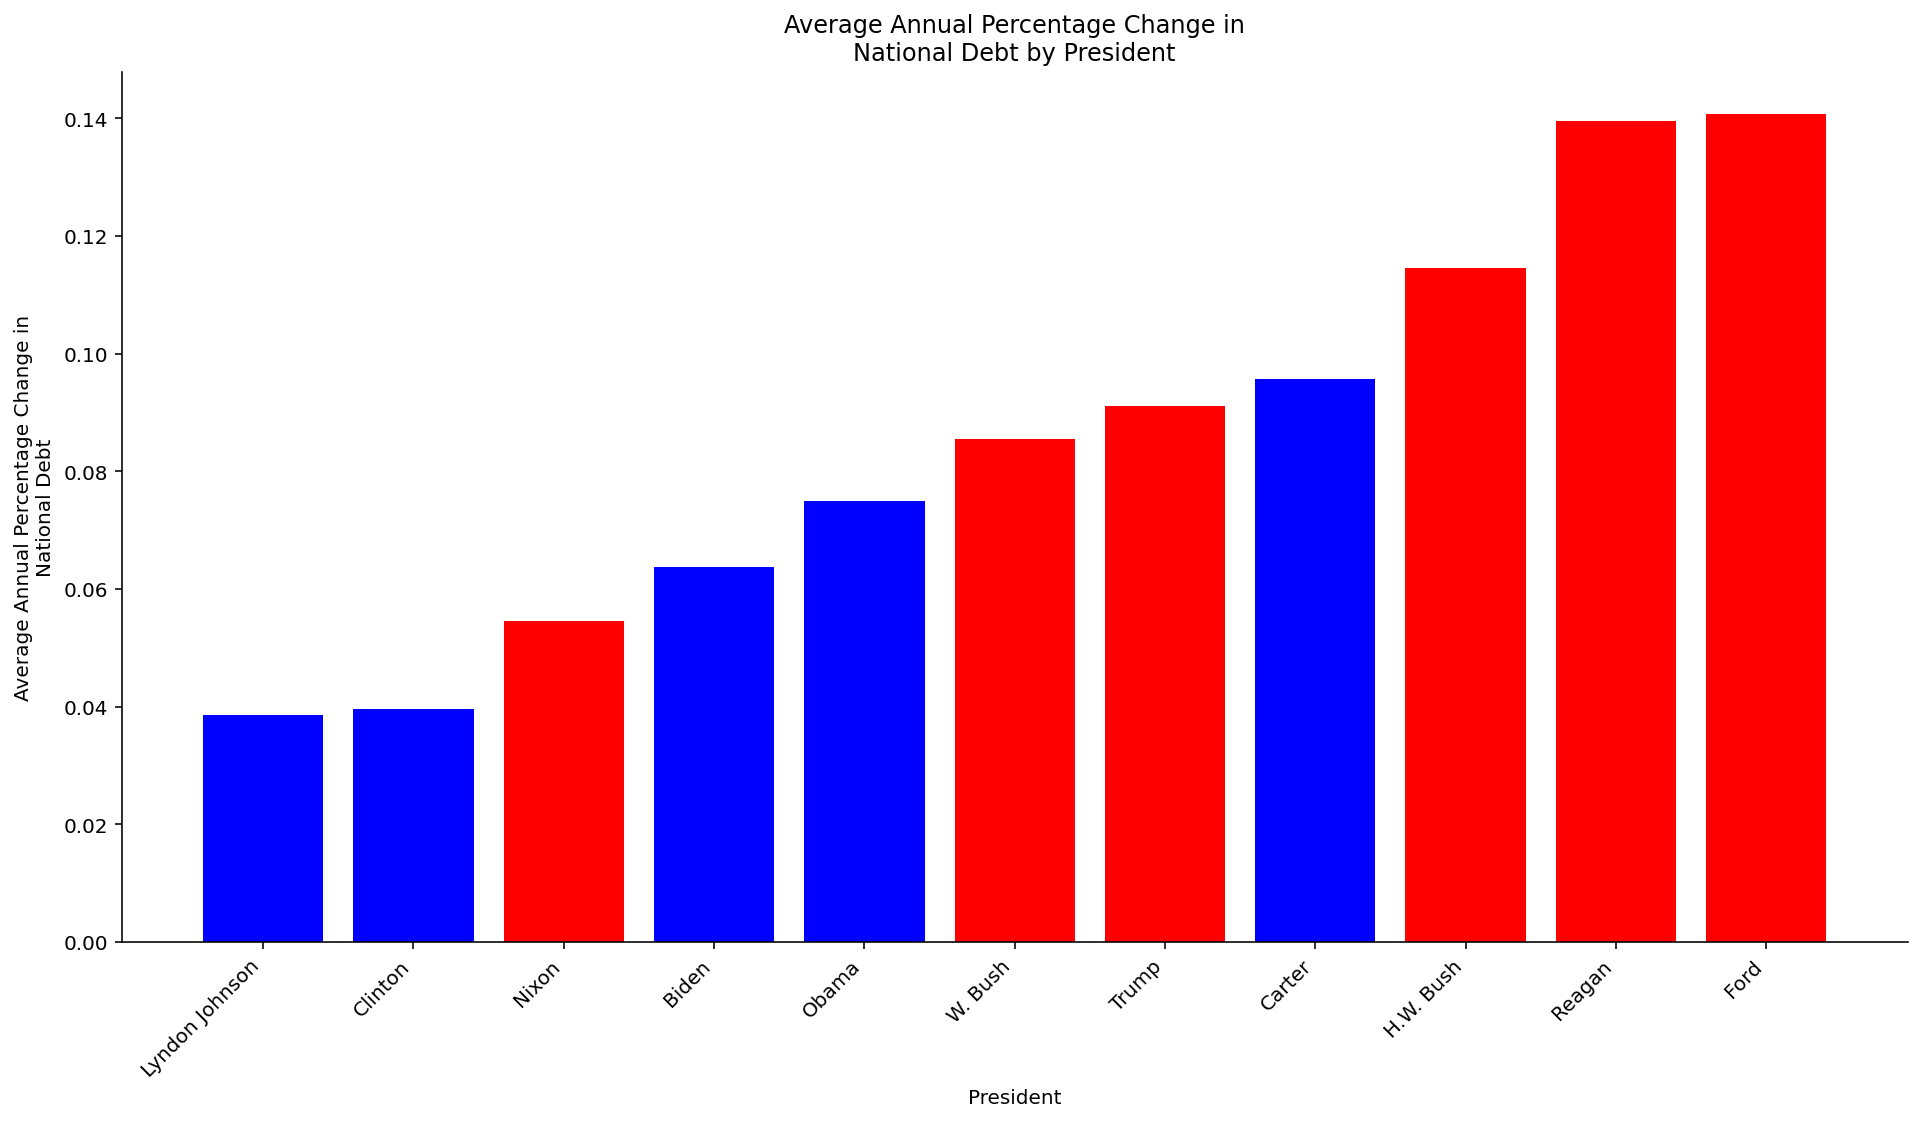 Average Annual Percentage Change in
National Debt by President
Average Annual Percentage Change in
National Debt
0.14
0.12
0.10
0.08
0.06
0.04
0.02
0.00
Lyndon Johnson
Clinton
Nixon
Biden
Obama
W. Bush
Trump
Carter
H.W. Bush
Reagan
Ford
President